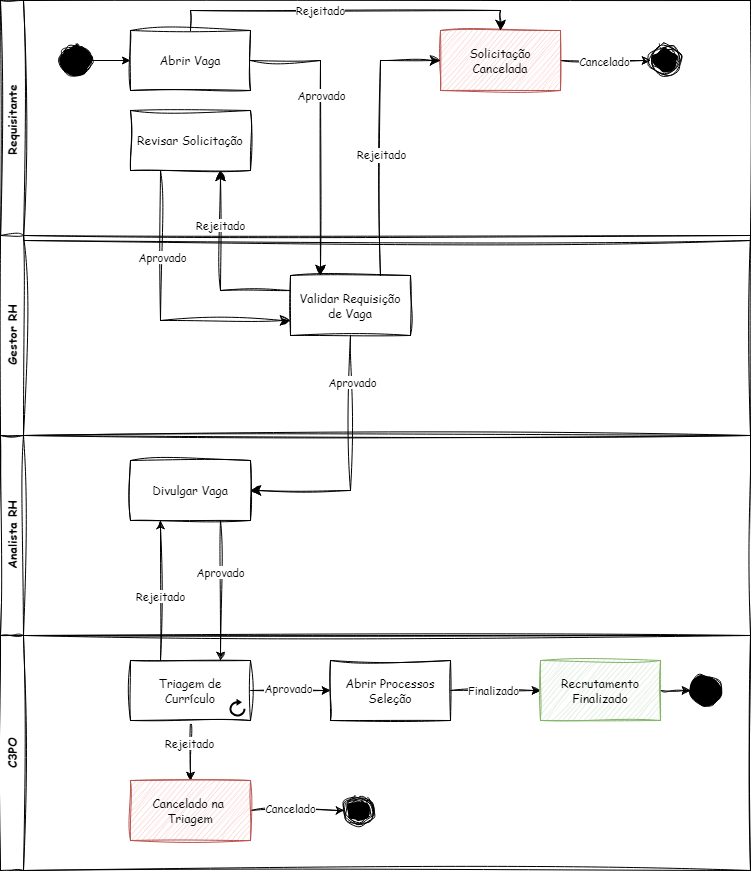 Requisitante
Rejeitado
Abrir Vaga
Solicitação
Cancelada
Cancelado
Aprovado
Revisar Solicitação
Rejeitado
Rejeitado
Aprovado
Gestor RH
Validar Requisição
de Vaga
Aprovado
Analista RH
Divulgar Vaga
Aprovado
Rejeitado
C3PO
Triagem de
Currículo
Aprovado
Abrir Processos
Seleção
Finalizado
Recrutamento
Finalizado
Rejeitado
Cancelado na
Triagem
Cancelado